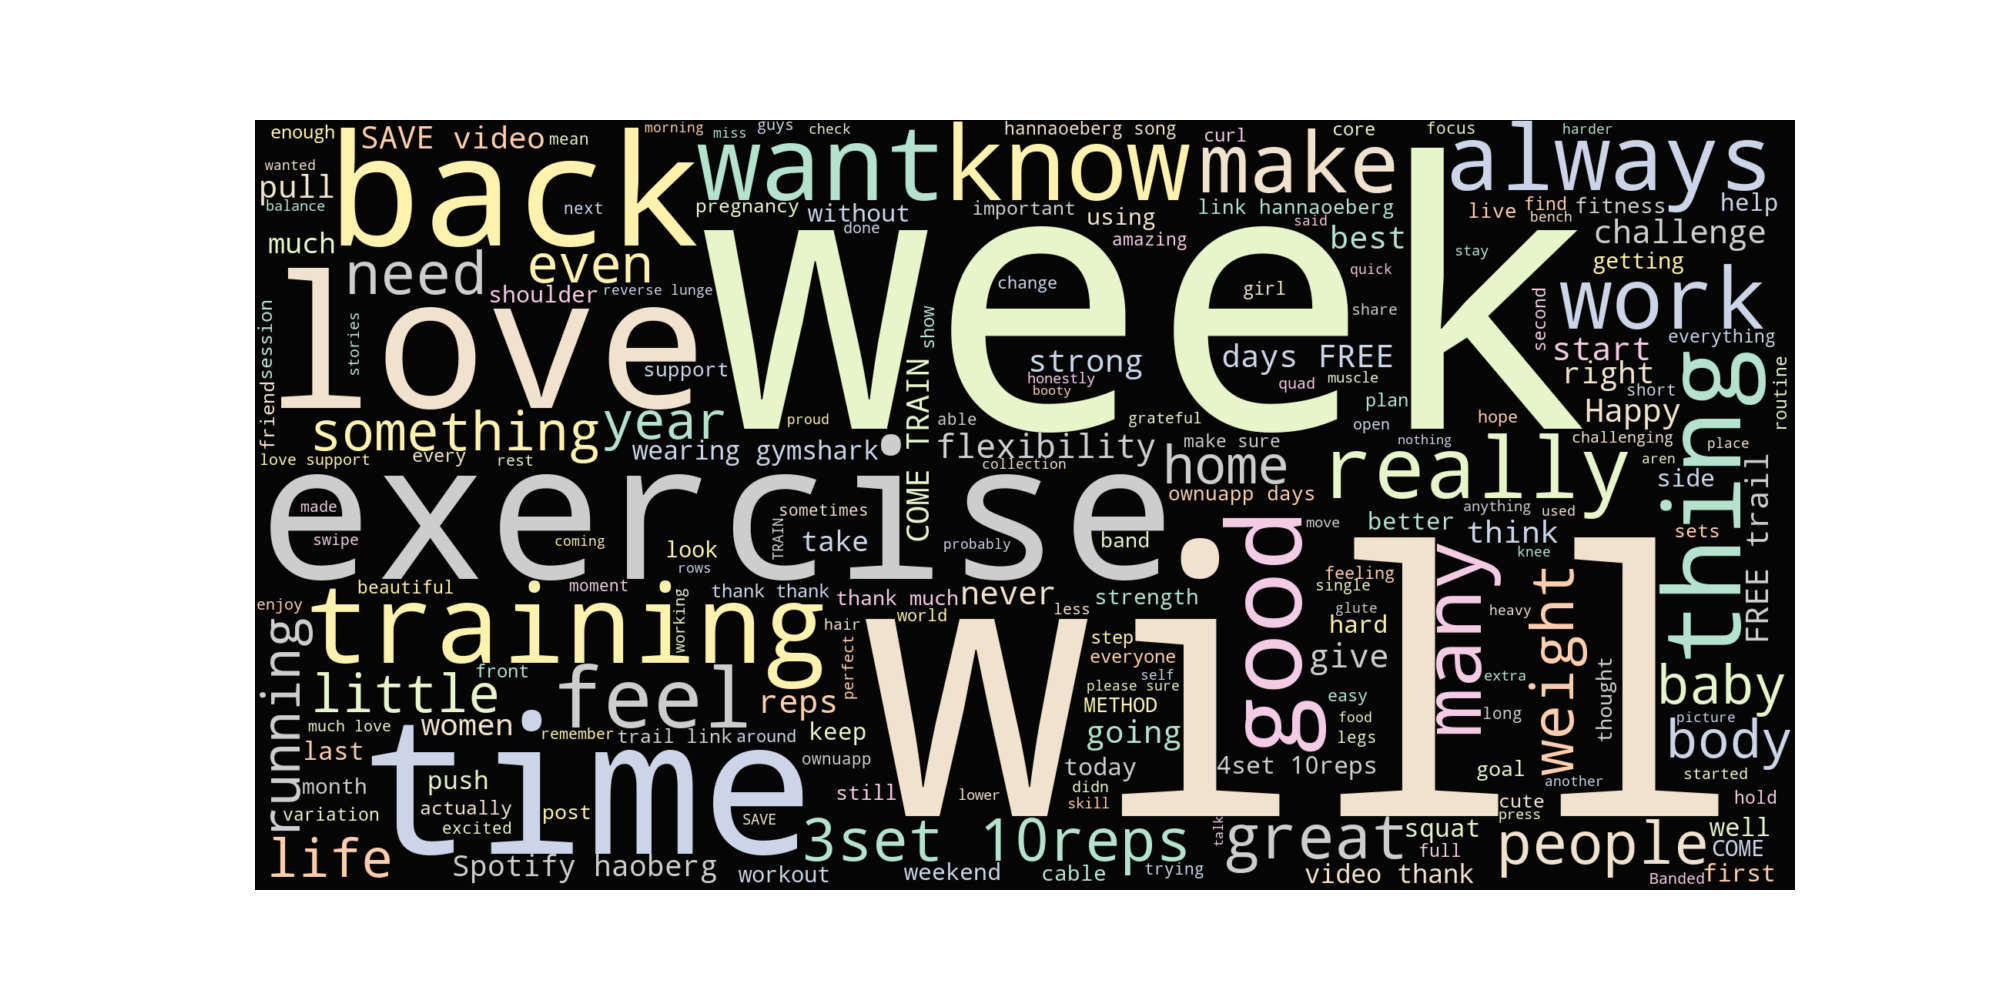 enough
SAVE video
mean
morning
miss
guys
check
hannaoeberg song
curl
core
focus
harder
back
want
know
make
always
wanted
pull
balance
next
pregnancy
without
done
important
using
link hannaoeberg
said
live
find
bench
fitness
help
much
need
even
amazing
best
stay
challenge
getting
week
love
shoulder
reverse lunge
change
girl
quick
work
session
stories
show
share
second
everything
support
strong
days FREE
start
thing
honestly
booty
quad
muscle
right
short
routine
friend
something
year
proud
able
grateful
plan
open
hope
Happy
love support
every
rest
wearing gymshark
COME TRAIN
flexibility
collection
make sure
home
nothing
really
challenging
place
aren
exercise
ownuapp days
side
made
swipe
sometimes
TRAIN
take
coming
look
rows
probably
band
move
better
anything
used
think
knee
sets
FREE trail
beautiful
moment
thank thank
thank much
never
strength
good
feeling
single
many
weight
enjoy
training
working
hair
world
less
glute
heavy
running
perfect
step
everyone
hard
give
will
little
front
feel
reps
self
please sure
METHOD
easy
extra
thought
baby
much love
women
remember
trail link
around
keep
going
food
legs
long
picture
body
last
time
ownuapp
today
4set 10reps
goal
another
started
month
push
actually
post
SAVE
still
lower
didn
skill
cute
press
hold
variation
excited
3set 10reps
talk
great
squat
full
people
well
COME
life
Spotify haoberg
workout
weekend
cable
trying
video thank
Banded
first